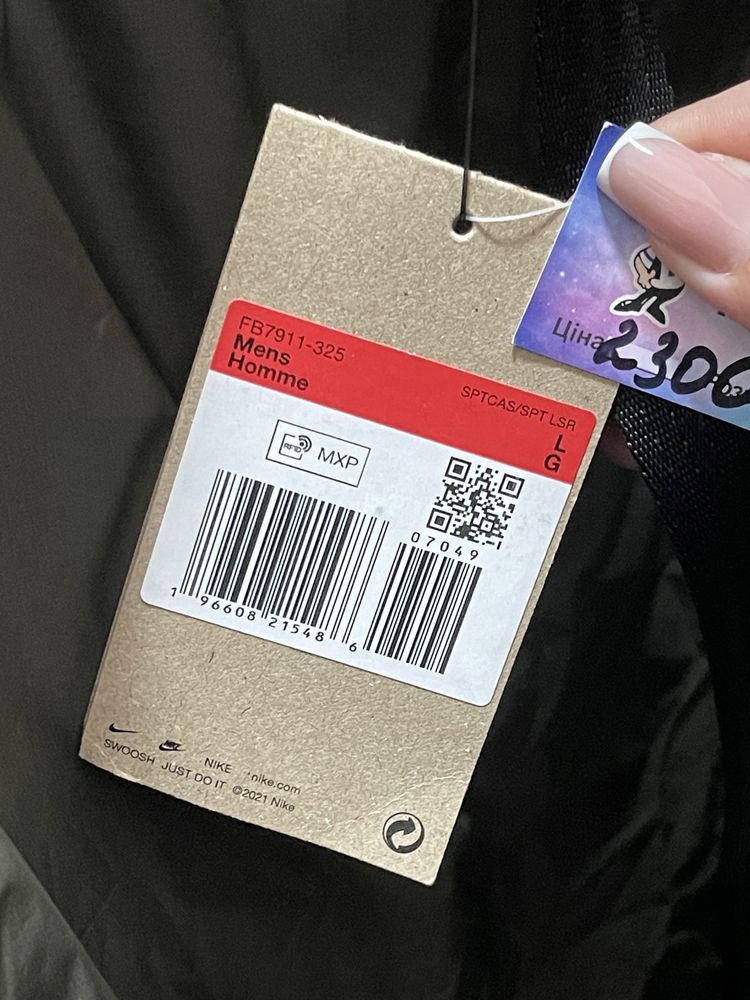 FB7911-325
Mens
Homme
SPTCAS/SPT LSR
L
G
RFID
MXP
07049
1 96608 21548 6
SWOOSH JUST DO IT NIKE nike.com
©2021 Nike
Ціна
2300